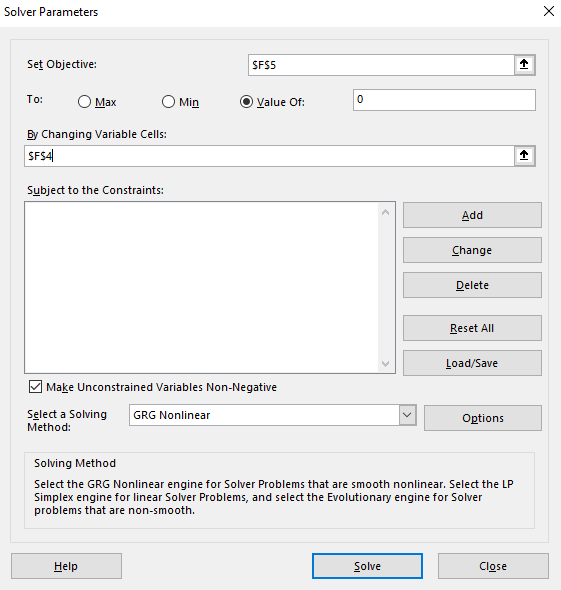 Solver Parameters
Set Objective:
$F$5
To:
Max
Min
Value Of:
0
By Changing Variable Cells:
$F$4
Subject to the Constraints:
Add
Change
Delete
Reset All
Load/Save
Make Unconstrained Variables Non-Negative
Select a Solving
Method:
GRG Nonlinear
Options
Solving Method
Select the GRG Nonlinear engine for Solver Problems that are smooth nonlinear. Select the LP
Simplex engine for linear Solver Problems, and select the Evolutionary engine for Solver
problems that are non-smooth.
Help
Solve
Close